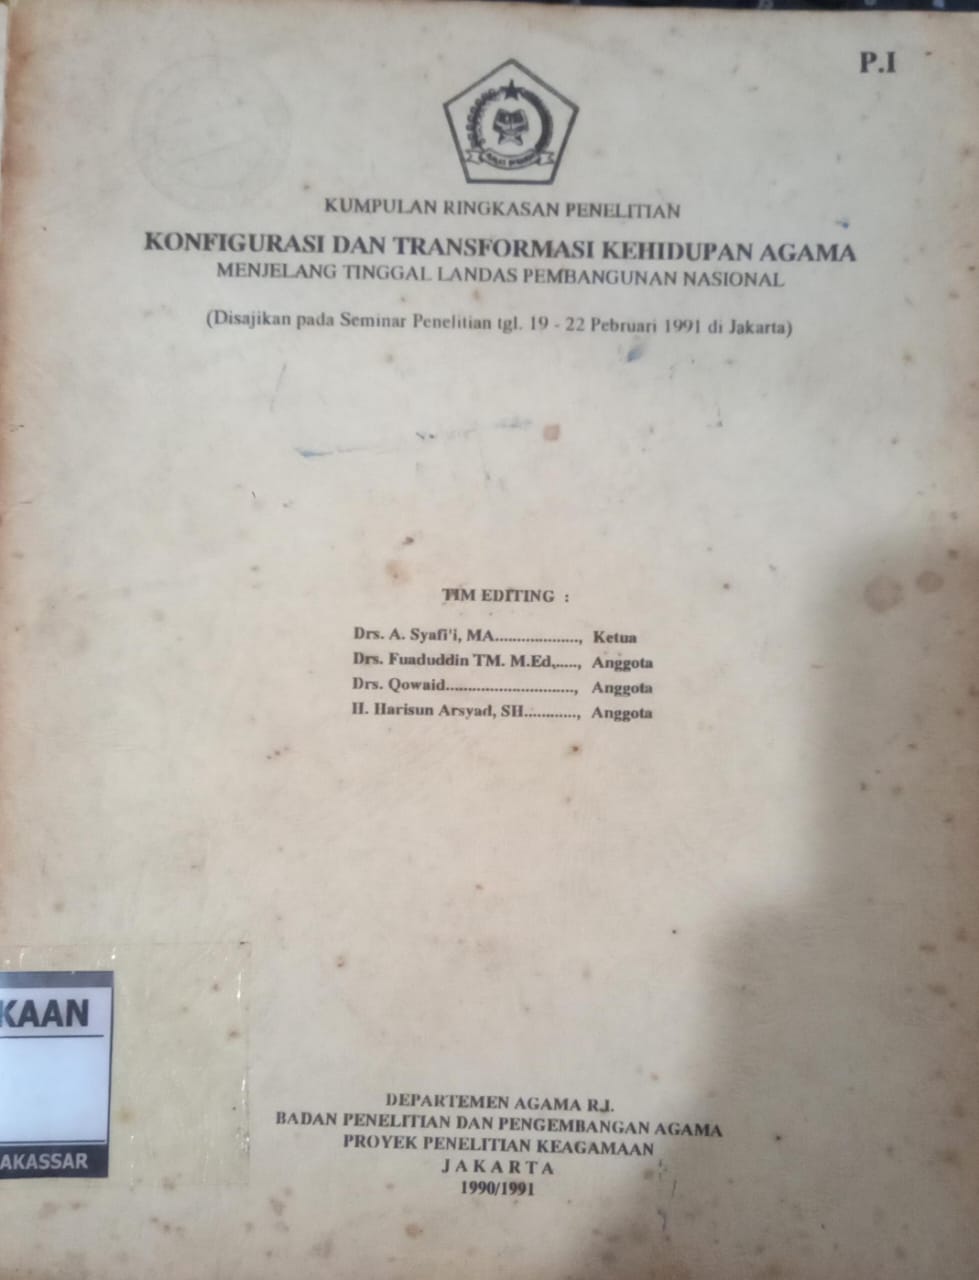 P.I
KUMPULAN RINGKASAN PENELITIAN
KONFIGURASI DAN TRANSFORMASI KEHIDUPAN AGAMA
MENJELANG TINGGAL LANDAS PEMBANGUNAN NASIONAL
(Disajikan pada Seminar Penelitian tgl. 19 - 22 Pebruari 1991 di Jakarta)
TIM EDITING :
Drs. A. Syafi'i, MA..................., Ketua
Drs. Fuaduddin TM. M.Ed,....., Anggota
Drs. Qowaid............................., Anggota
H. Harisun Arsyad, SH............, Anggota
KAAN
AKASSAR
DEPARTEMEN AGAMA R.I.
BADAN PENELITIAN DAN PENGEMBANGAN AGAMA
PROYEK PENELITIAN KEAGAMAAN
J A K A R T A
1990/1991